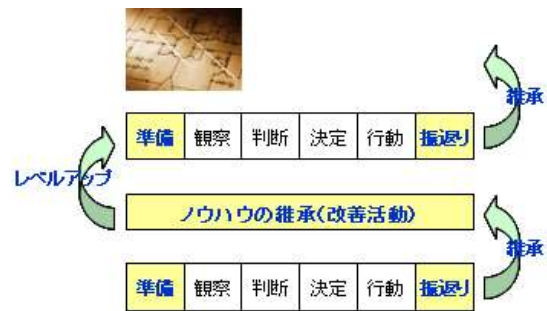 継承
準備 観察 判断 決定 行動 振返り
レベルアップ
ノウハウの継承(改善活動)
継承
準備 観察 判断 決定 行動 振返り